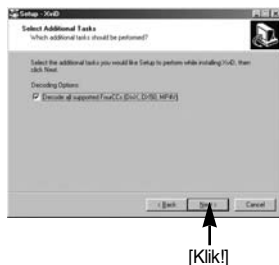 Setup - XviD
Select Additional Tasks
Which additional tasks should be performed?
Select the additional tasks you would like Setup to perform while installing XviD, then
click Next.
Decoding Options:
Decode all supported FourCCs (DivX, DX50, MP4V)
< Back
Next >
Cancel
[Klik!]